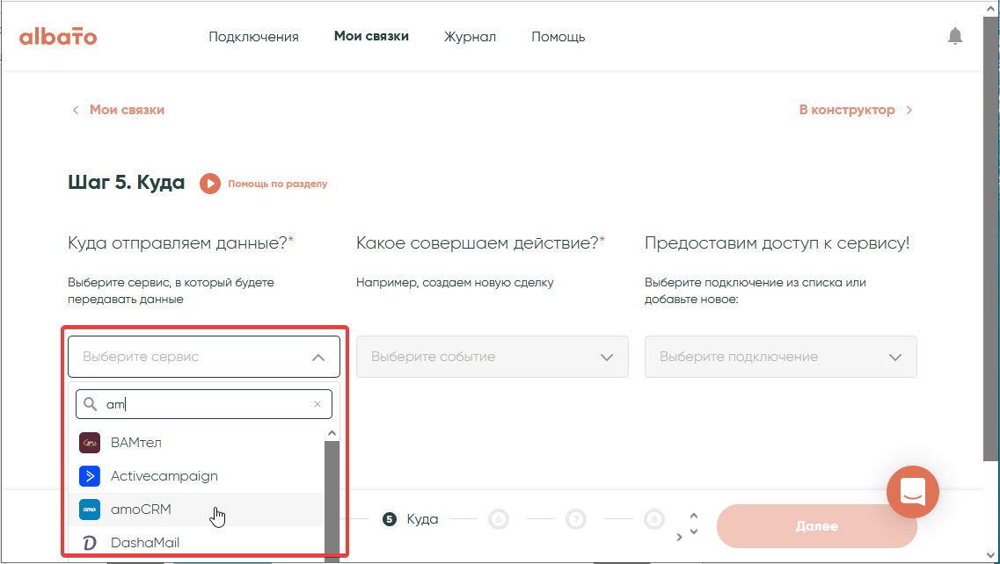 albato
Подключения
Мои связки
Журнал
Помощь
Мои связки
В конструктор
Шаг 5. Куда
Помощь по разделу
Куда отправляем данные?*
Какое совершаем действие?*
Предоставим доступ к сервису!
Выберите сервис, в который будете
передавать данные
Например, создаем новую сделку
Выберите подключение из списка или
добавьте новое:
Выберите сервис
Выберите событие
Выберите подключение
am
ВАМтел
Activecampaign
amo
amoCRM
DashaMail
5
Куда
6
7
8
Далее